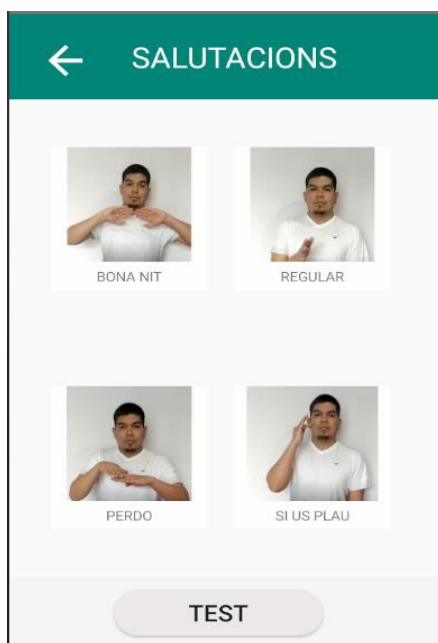 SALUTACIONS
BONA NIT
REGULAR
PERDO
SI US PLAU
TEST